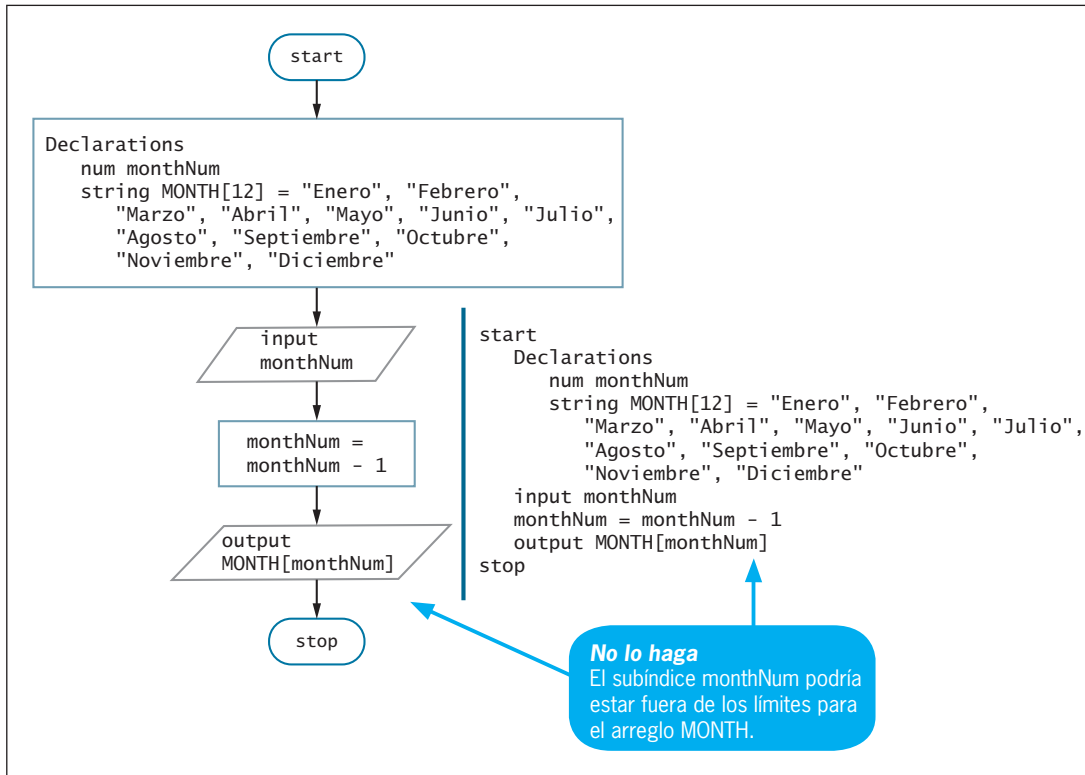 start
Declarations
num monthNum
string MONTH[12] = "Enero", "Febrero",
"Marzo", "Abril", "Mayo", "Junio", "Julio",
"Agosto", "Septiembre", "Octubre",
"Noviembre", "Diciembre"
input
monthNum
monthNum =
monthNum - 1
output
MONTH[monthNum]
stop
start
Declarations
num monthNum
string MONTH[12] = "Enero", "Febrero",
"Marzo", "Abril", "Mayo", "Junio", "Julio",
"Agosto", "Septiembre", "Octubre",
"Noviembre", "Diciembre"
input monthNum
monthNum = monthNum - 1
output MONTH[monthNum]
stop
No lo haga
El subíndice monthNum podría
estar fuera de los límites para
el arreglo MONTH.